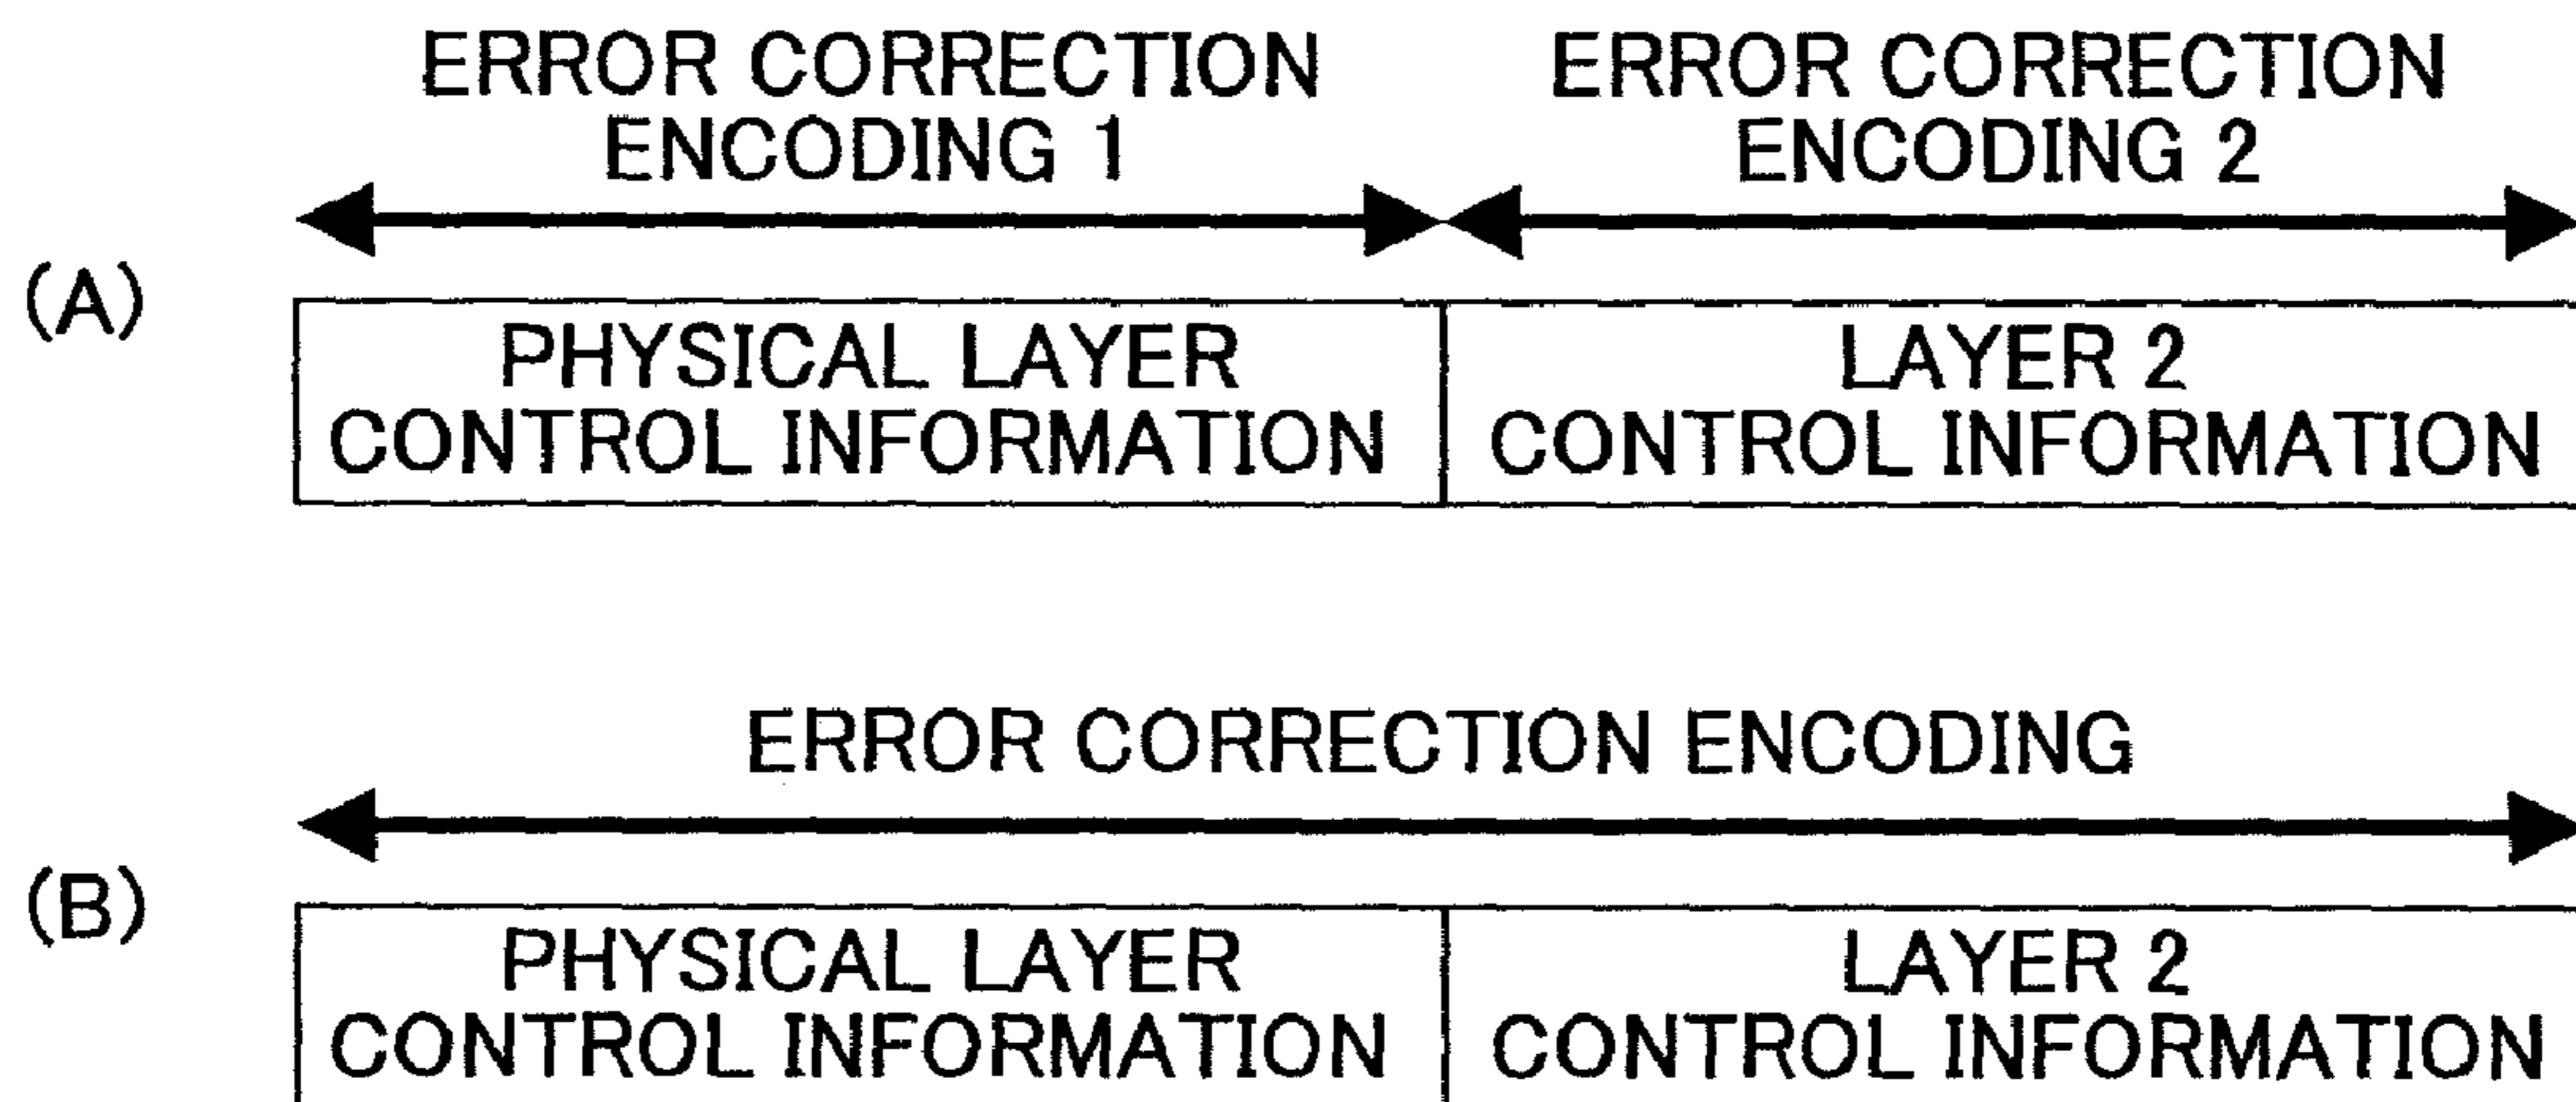 ERROR CORRECTION
ENCODING 1
ERROR CORRECTION
ENCODING 2
(A)
PHYSICAL LAYER
CONTROL INFORMATION
LAYER 2
CONTROL INFORMATION
ERROR CORRECTION ENCODING
(B)
PHYSICAL LAYER
CONTROL INFORMATION
LAYER 2
CONTROL INFORMATION